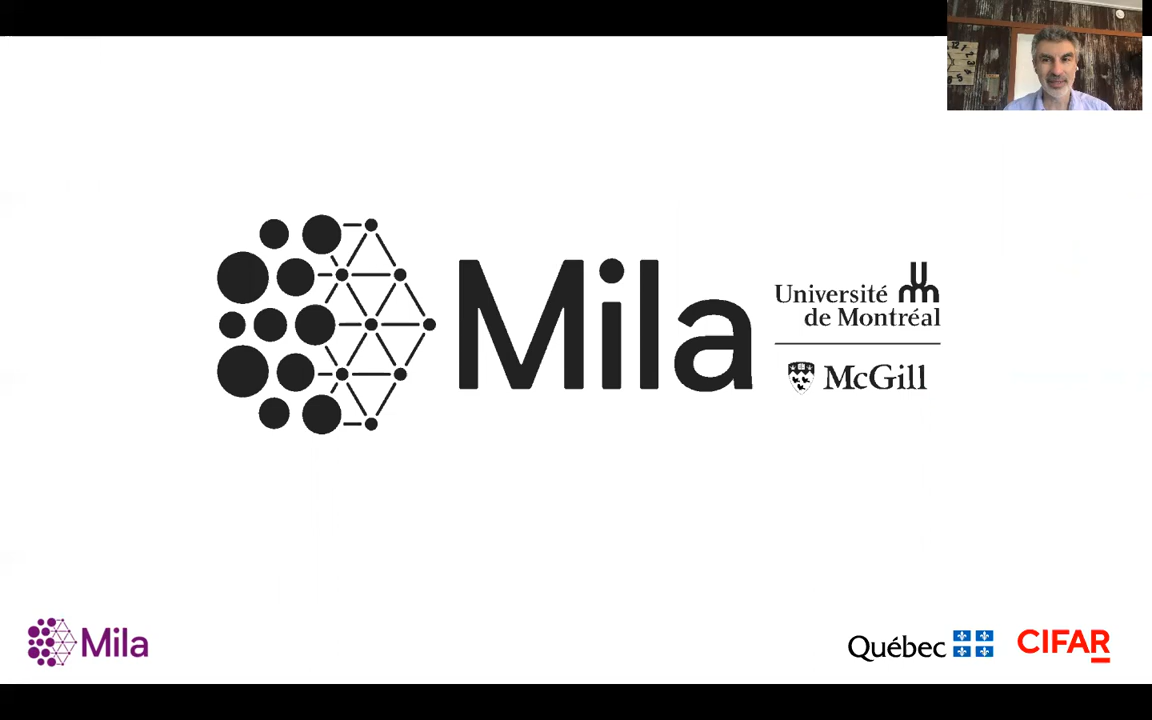 Mila
Université
de Montréal
McGill
Mila
Québec
CIFAR